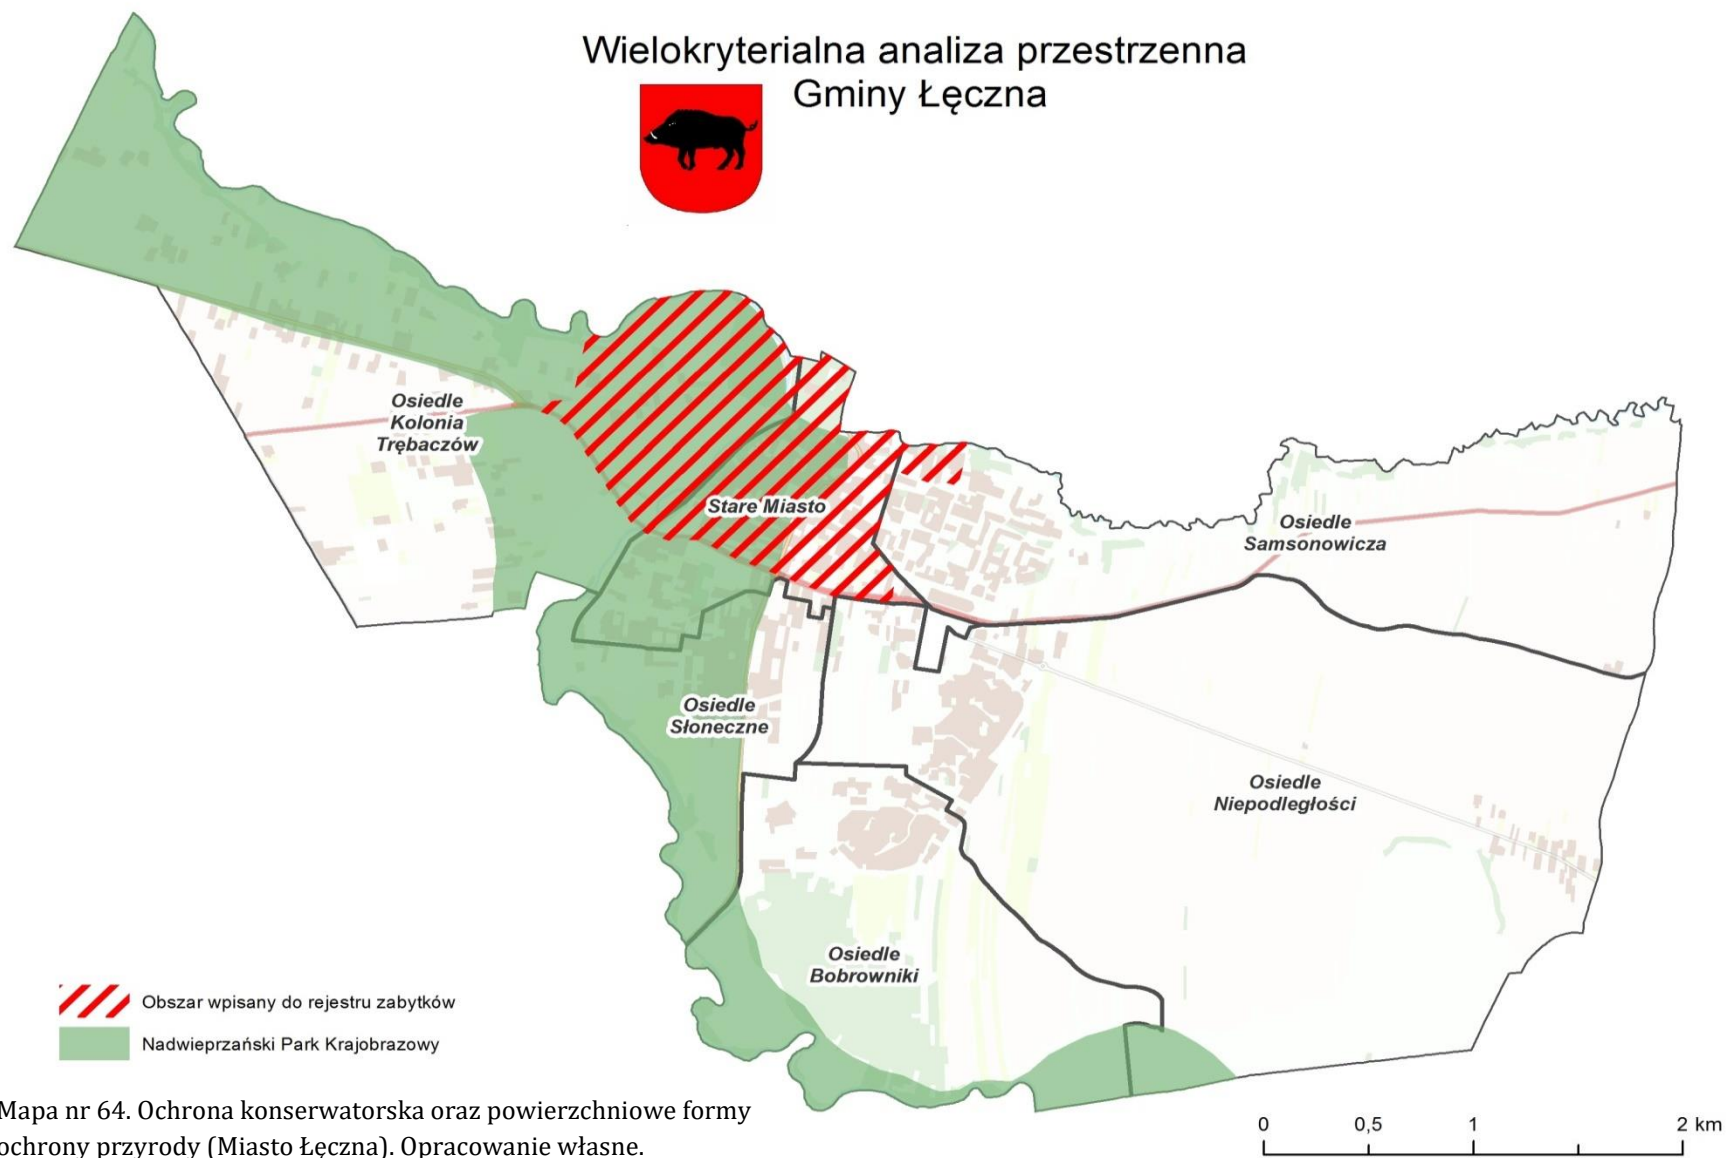 Wielokryterialna analiza przestrzenna
Gminy Łęczna
Osiedle
Kolonia
Trębaczów
Stare Miasto
Osiedle
Samsonowicza
Osiedle
Słoneczne
Osiedle
Niepodległości
Osiedle
Bobrowniki
Obszar wpisany do rejestru zabytków
Nadwieprzański Park Krajobrazowy
Mapa nr 64. Ochrona konserwatorska oraz powierzchniowe formy
ochrony przyrody (Miasto Łęczna). Opracowanie własne.
0 0,5 1 2 km